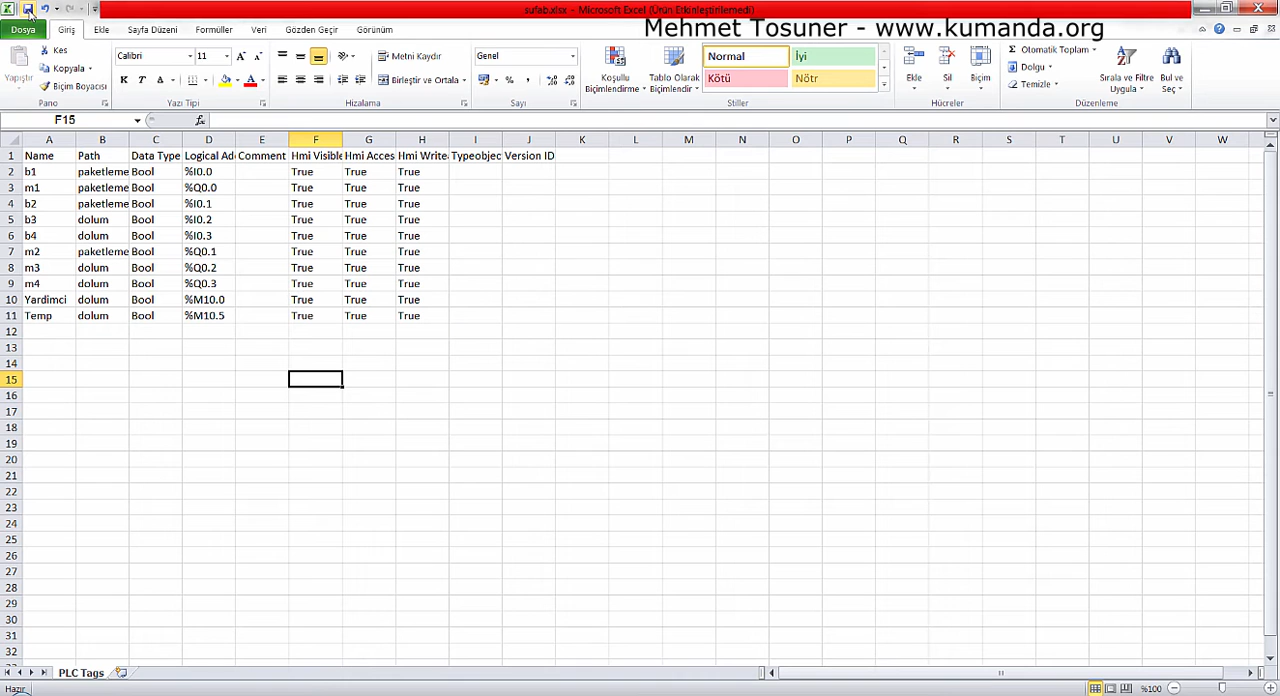 sufab.xlsx - Microsoft Excel (Ürün Etkinleştirilemedi)
Mehmet Tosuner - www.kumanda.org
Dosya Giriş Ekle Sayfa Düzeni Formüller Veri Gözden Geçir Görünüm
Yapıştır
Kes
Kopyala
Biçim Boyacısı
Pano
Calibri 11
K T A A
Yazı Tipi
Metni Kaydır
Birleştir ve Ortala
Hizalama
Genel
%
Sayı
Koşullu Biçimlendirme
Tablo Olarak Biçimlendir
Normal İyi
Kötü Nötr
Stiller
Ekle Sil Biçim
Hücreler
Σ Otomatik Toplam
Dolgu
Temizle
Sırala ve Filtre Uygula
Bul ve Seç
Düzenleme
F15 fx
A B C D E F G H I J K L M N O P Q R S T U V W
1 Name Path Data Type Logical Ad Comment Hmi Visible Hmi Acces Hmi Write Typeobjec Version ID
2 b1 paketleme Bool %I0.0 True True True
3 m1 paketleme Bool %Q0.0 True True True
4 b2 paketleme Bool %I0.1 True True True
5 b3 dolum Bool %I0.2 True True True
6 b4 dolum Bool %I0.3 True True True
7 m2 paketleme Bool %Q0.1 True True True
8 m3 dolum Bool %Q0.2 True True True
9 m4 dolum Bool %Q0.3 True True True
10 Yardimci dolum Bool %M10.0 True True True
11 Temp dolum Bool %M10.5 True True True
12
13
14
15
16
17
18
19
20
21
22
23
24
25
26
27
28
29
30
31
32
PLC Tags
Hazır %100